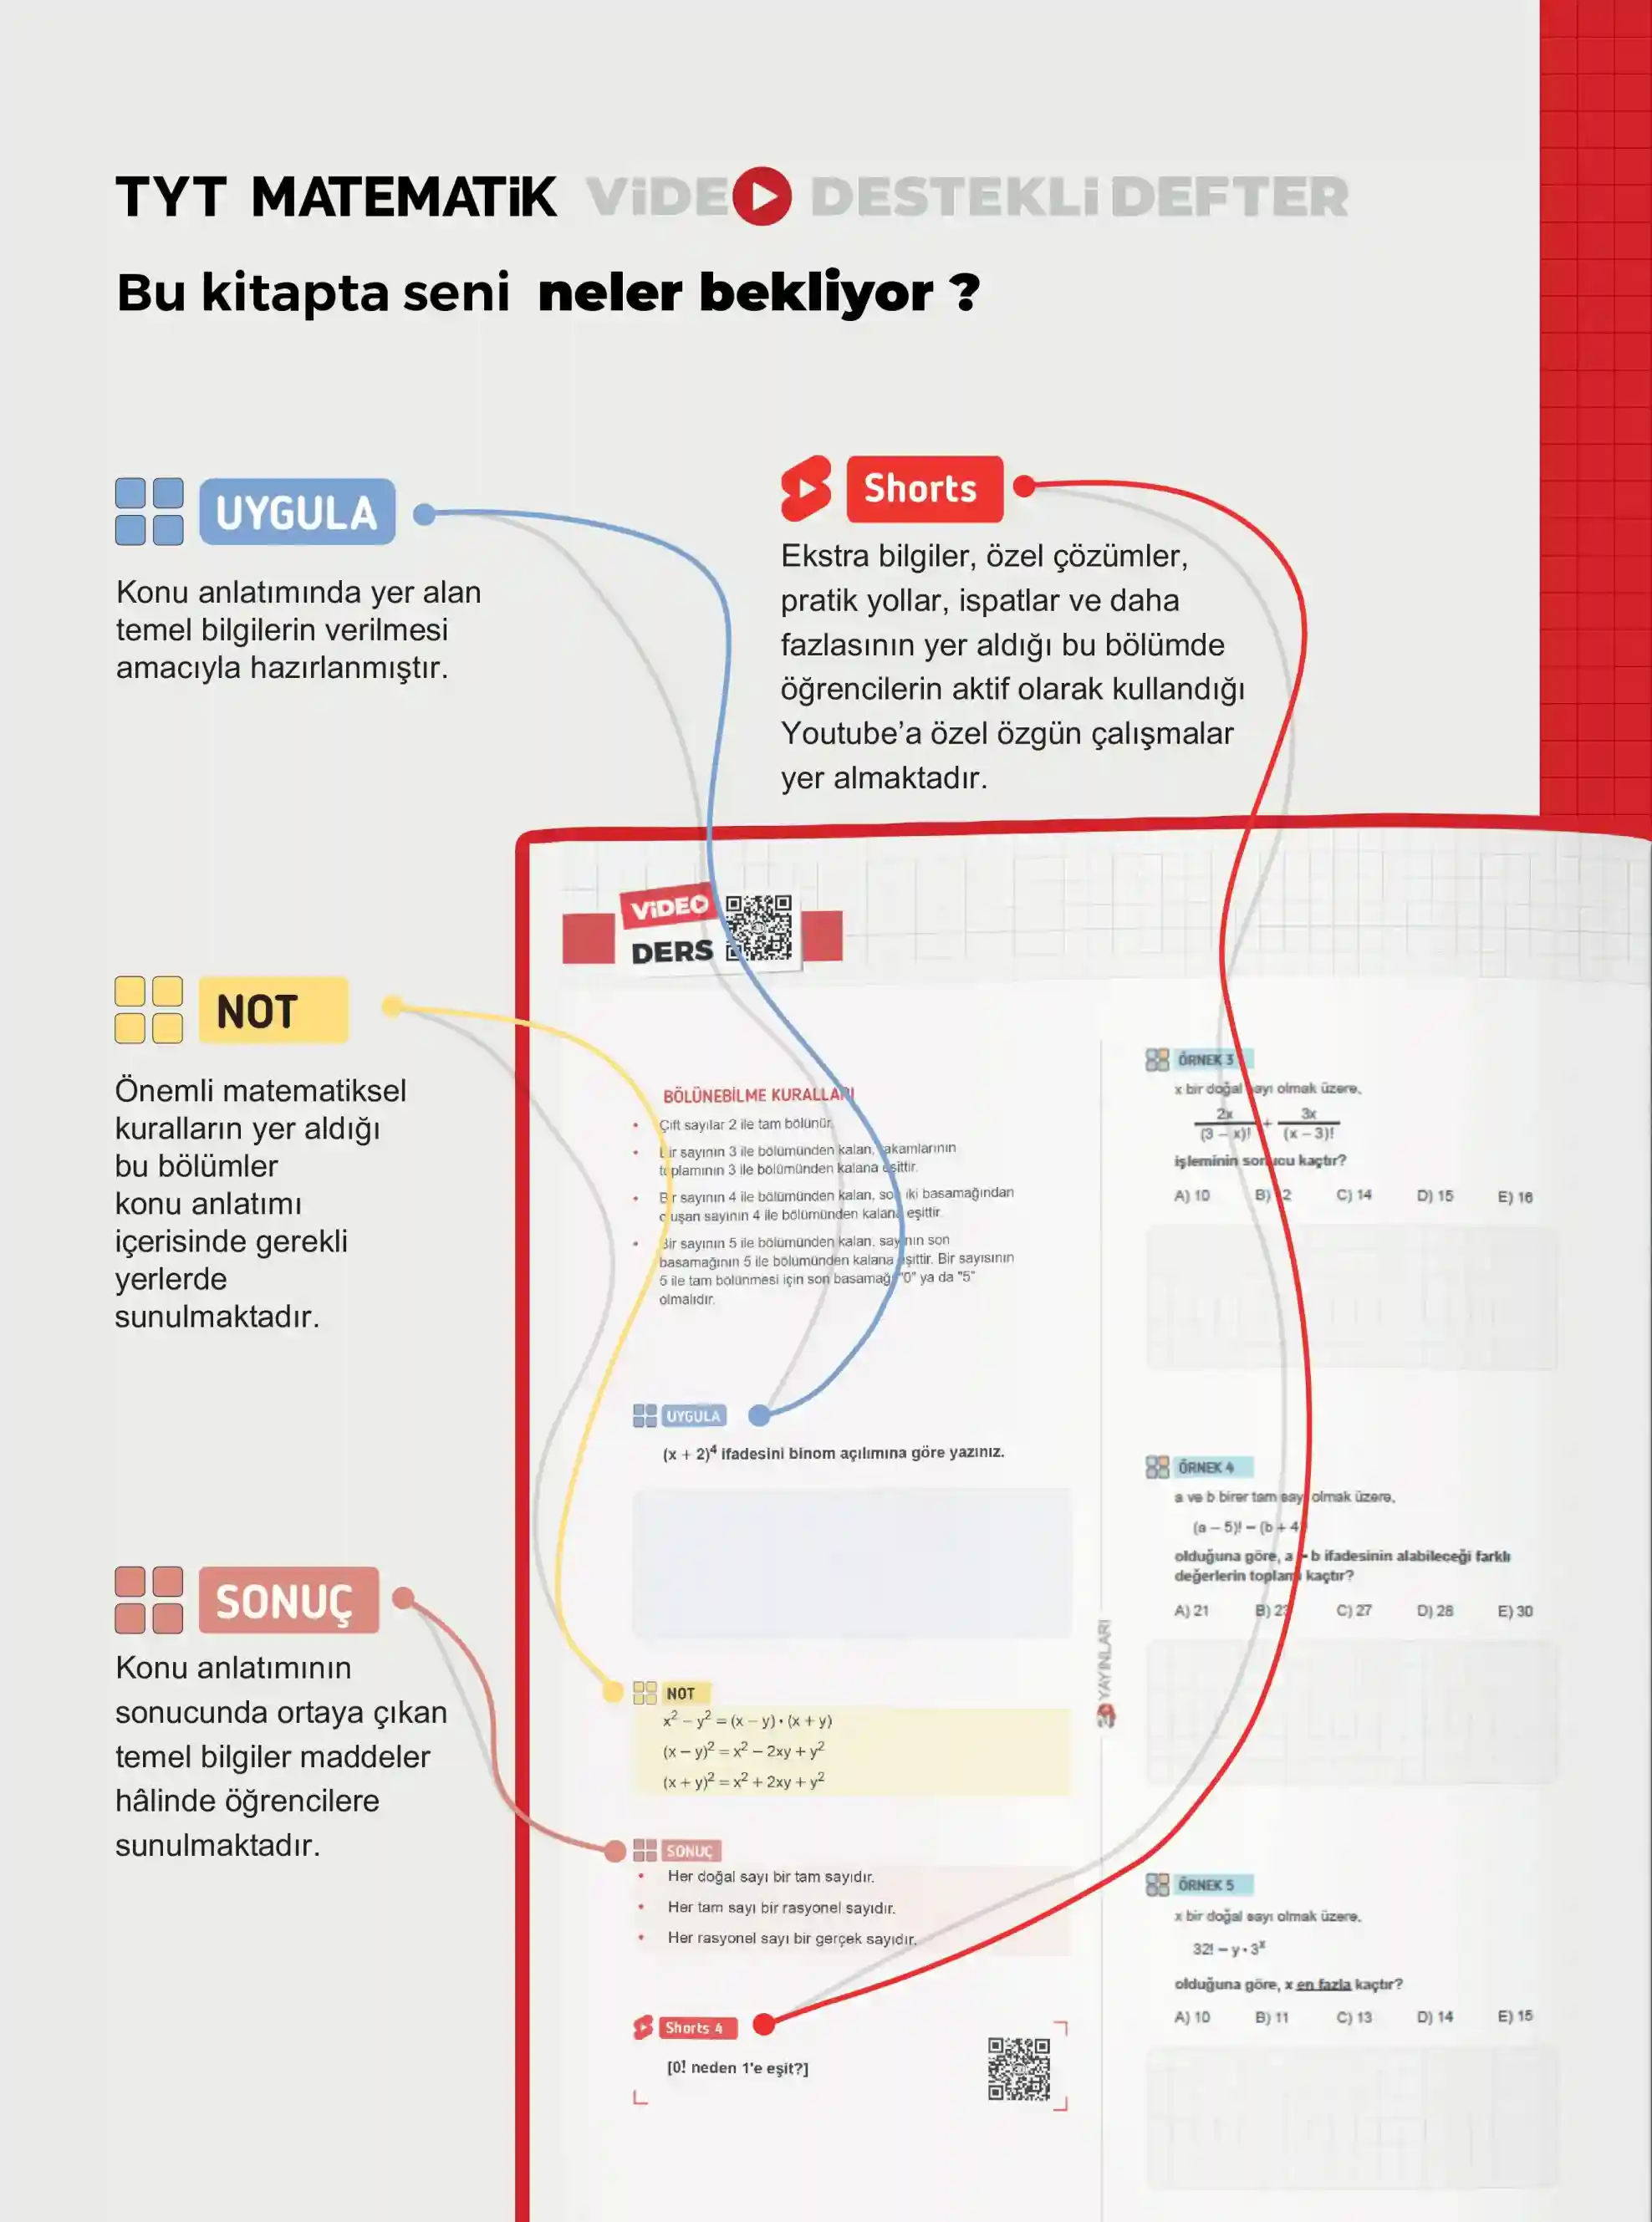 TYT MATEMATİK VİDEO DESTEKLİ DEFTER
Bu kitapta seni neler bekliyor ?
UYGULA
Konu anlatımında yer alan
temel bilgilerin verilmesi
amacıyla hazırlanmıştır.
Shorts
Ekstra bilgiler, özel çözümler,
pratik yollar, ispatlar ve daha
fazlasının yer aldığı bu bölümde
öğrencilerin aktif olarak kullandığı
Youtube'a özel özgün çalışmalar
yer almaktadır.
NOT
Önemli matematiksel
kuralların yer aldığı
bu bölümler
konu anlatımı
içerisinde gerekli
yerlerde
sunulmaktadır.
SONUÇ
Konu anlatımının
sonucunda ortaya çıkan
temel bilgiler maddeler
hâlinde öğrencilere
sunulmaktadır.
VİDEO
DERS
BÖLÜNEBİLME KURALLARI
• Çift sayılar 2 ile tam bölünür.
• Bir sayının 3 ile bölümünden kalan, rakamlarının
toplamının 3 ile bölümünden kalana eşittir.
• Bir sayının 4 ile bölümünden kalan, son iki basamağından
oluşan sayının 4 ile bölümünden kalana eşittir.
• Bir sayının 5 ile bölümünden kalan, sayının son
basamağının 5 ile bölümünden kalana eşittir. Bir sayısının
5 ile tam bölünmesi için son basamağı "0" ya da "5"
olmalıdır.
UYGULA
(x + 2)⁴ ifadesini binom açılımına göre yazınız.
NOT
x² – y² = (x – y) · (x + y)
(x – y)² = x² – 2xy + y²
(x + y)² = x² + 2xy + y²
SONUÇ
• Her doğal sayı bir tam sayıdır.
• Her tam sayı bir rasyonel sayıdır.
• Her rasyonel sayı bir gerçek sayıdır.
Shorts 4
[0! neden 1'e eşit?]
YAYINLARI
ÖRNEK 3
x bir doğal sayı olmak üzere,
2x/(3 – x)! + 3x/(x – 3)!
işleminin sonucu kaçtır?
A) 10 B) 12 C) 14 D) 15 E) 16
ÖRNEK 4
a ve b birer tam sayı olmak üzere,
(a – 5)! – (b + 4)
olduğuna göre, a b ifadesinin alabileceği farklı
değerlerin toplamı kaçtır?
A) 21 B) C) 27 D) 28 E) 30
ÖRNEK 5
x bir doğal sayı olmak üzere,
32! – y · 3ˣ
olduğuna göre, x en fazla kaçtır?
A) 10 B) 11 C) 13 D) 14 E) 15